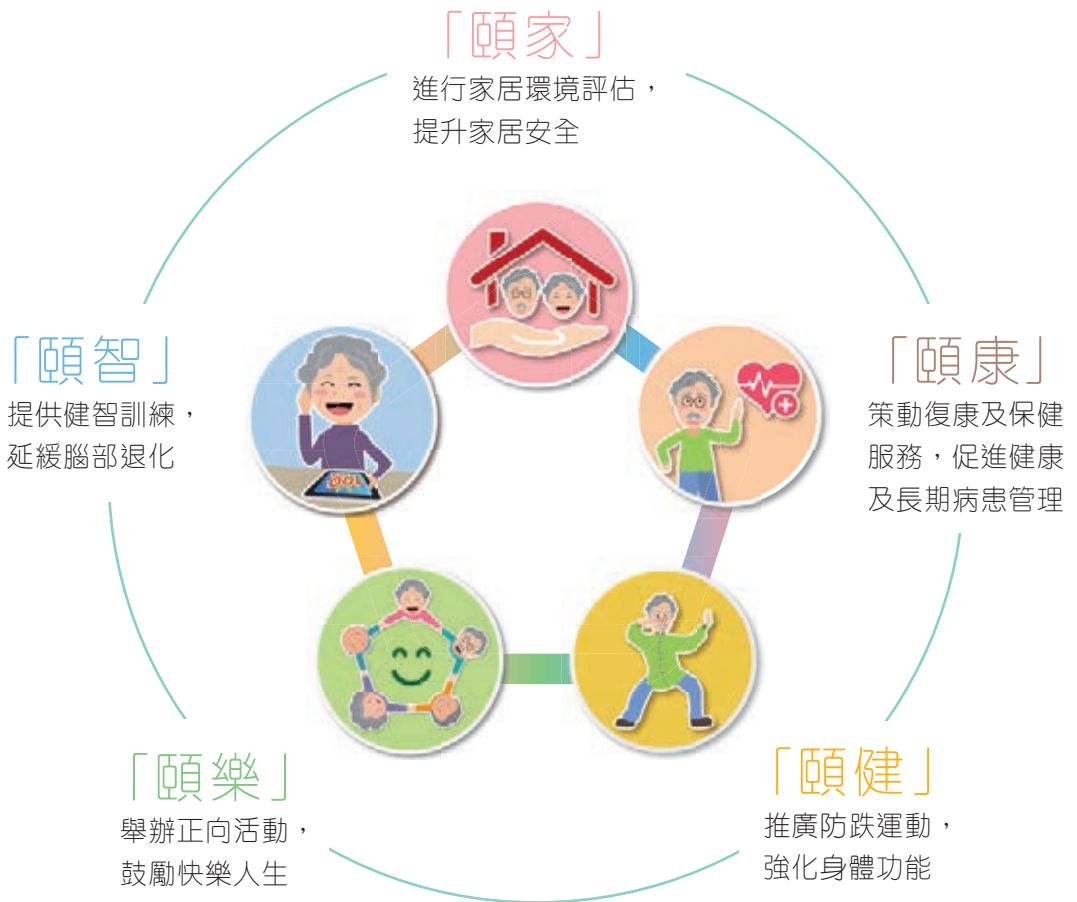 「頤家」
進行家居環境評估，
提升家居安全
「頤智」
提供健智訓練，
延緩腦部退化
「頤康」
策動復康及保健
服務，促進健康
及長期病患管理
「頤樂」
舉辦正向活動，
鼓勵快樂人生
「頤健」
推廣防跌運動，
強化身體功能